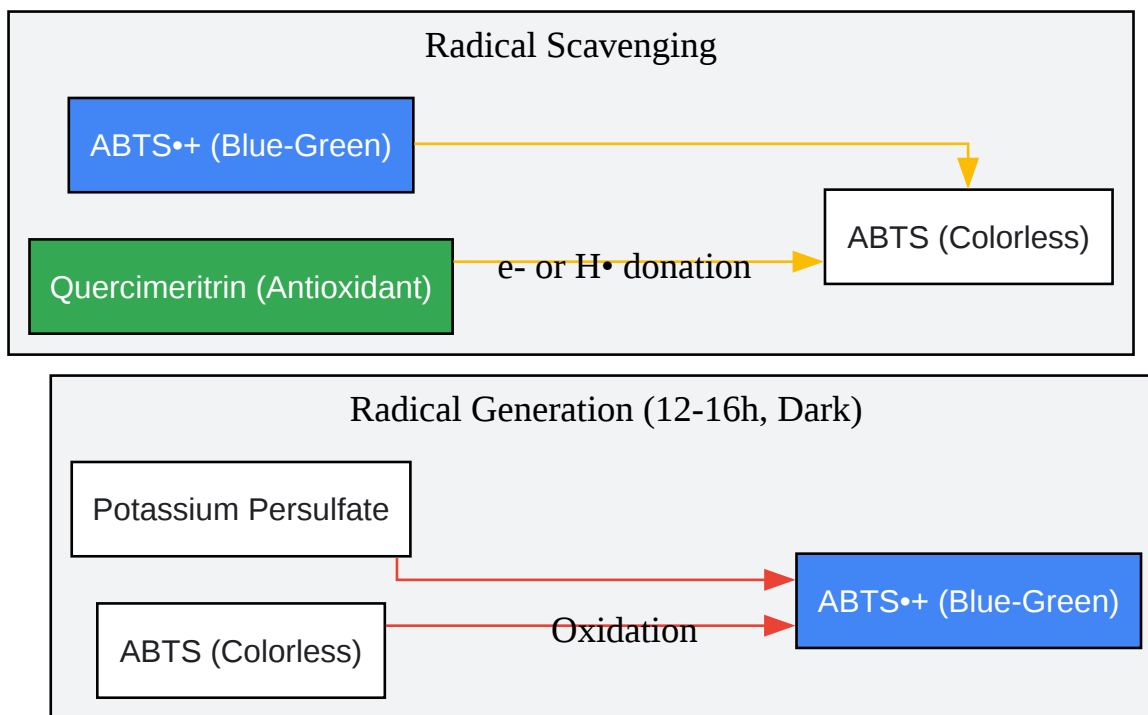 Radical Scavenging
ABTS•+ (Blue-Green)
ABTS (Colorless)
Quercimeritrin (Antioxidant)
e- or H• donation
Radical Generation (12-16h, Dark)
Potassium Persulfate
ABTS•+ (Blue-Green)
ABTS (Colorless)
Oxidation